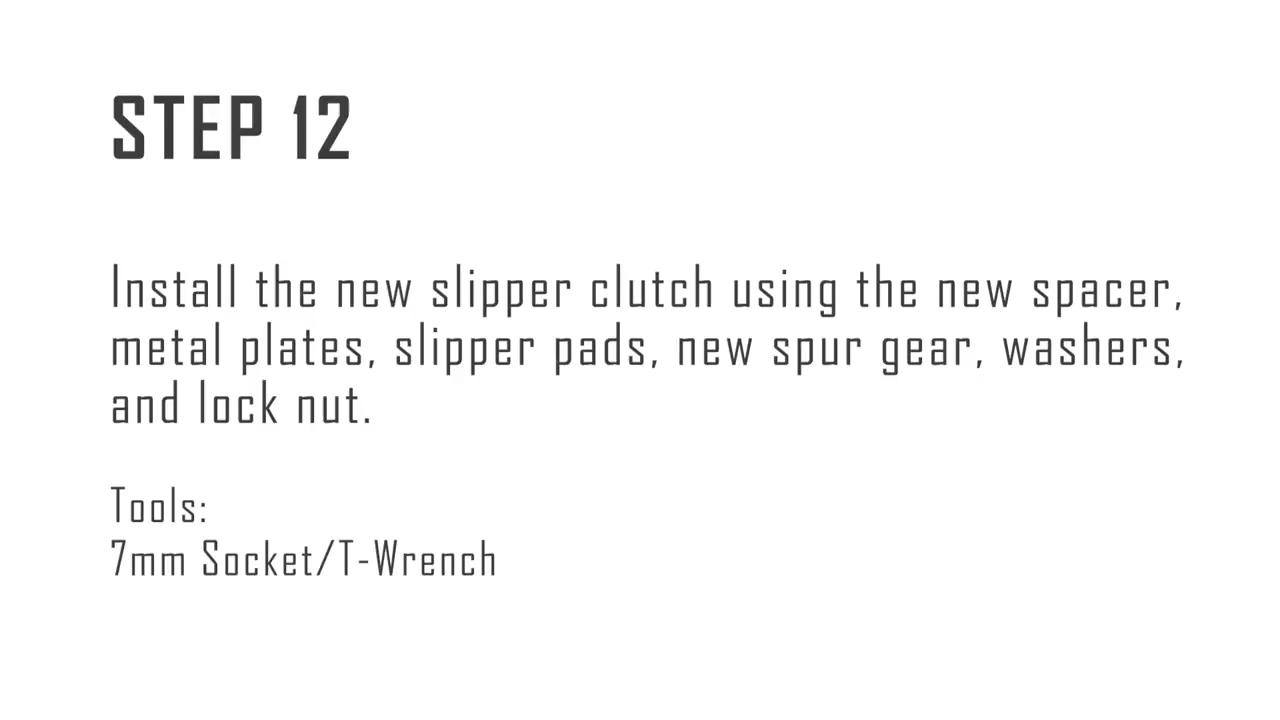 STEP 12
Install the new slipper clutch using the new spacer,
metal plates, slipper pads, new spur gear, washers,
and lock nut.
Tools:
7mm Socket/T-Wrench